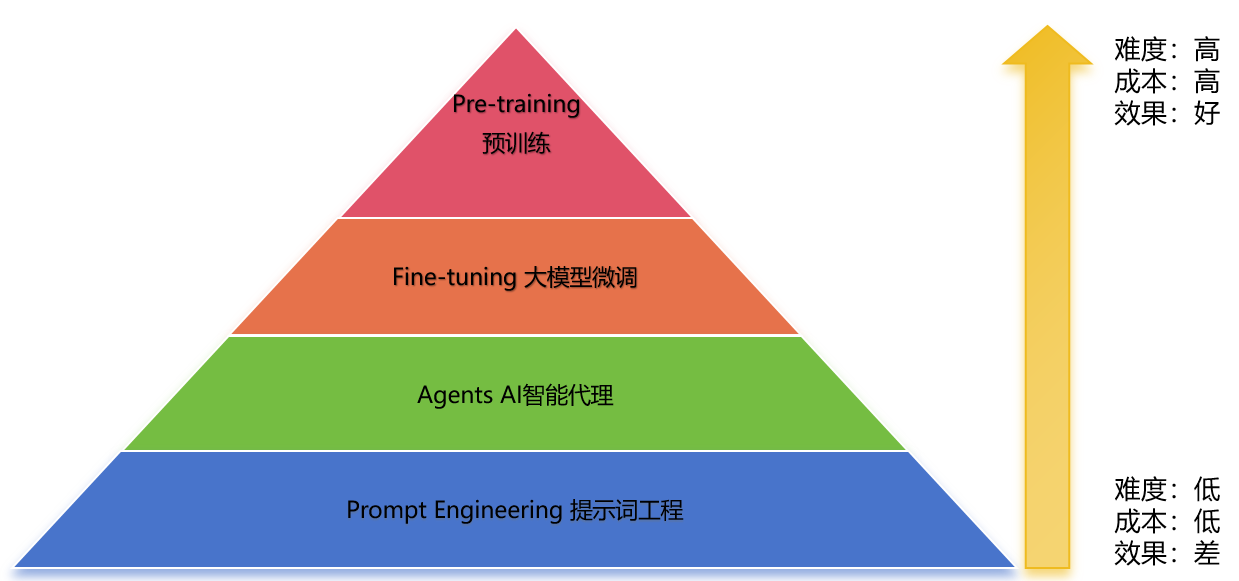 Pre-training
预训练
Fine-tuning 大模型微调
Agents AI智能代理
Prompt Engineering 提示词工程
难度：高
成本：高
效果：好
难度：低
成本：低
效果：差